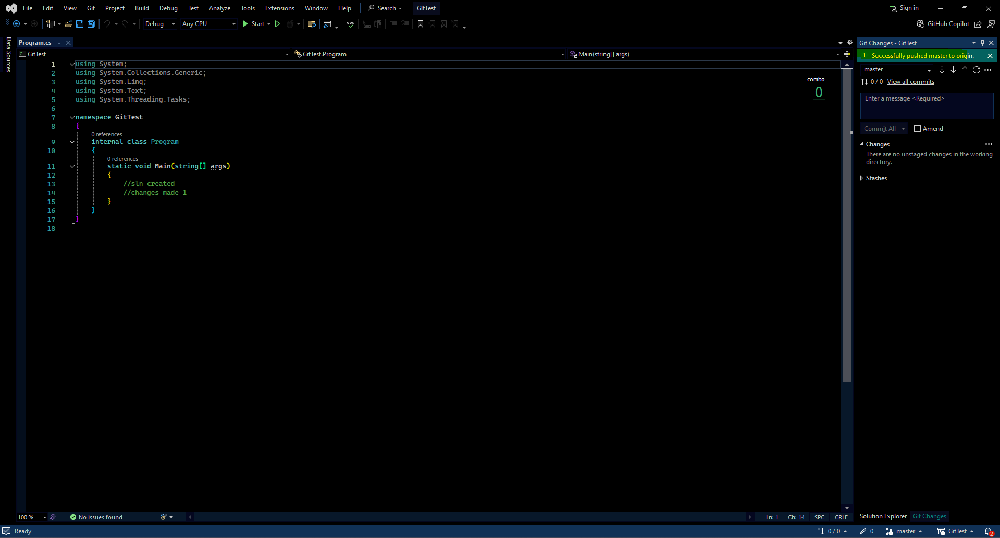 File Edit View Git Project Build Debug Test Analyze Tools Extensions Window Help Search GitTest Sign in
Debug Any CPU Start abc GitHub Copilot
Data Sources
Program.cs
GitTest GitTest.Program Main(string[] args)
1 using System;
2 using System.Collections.Generic;
3 using System.Linq;
4 using System.Text;
5 using System.Threading.Tasks;
6
7 namespace GitTest
8 {
0 references
9 internal class Program
10 {
0 references
11 static void Main(string[] args)
12 {
13 //sln created
14 //changes made 1
15 }
16 }
17 }
18
combo
0
Git Changes - GitTest
Successfully pushed master to origin.
master
0 / 0 View all commits
Enter a message <Required>
Commit All Amend
Changes
There are no unstaged changes in the working
directory.
Stashes
100 % No issues found Ln: 1 Ch: 14 SPC CRLF
Solution Explorer Git Changes
Ready 0 / 0 0 master GitTest 2